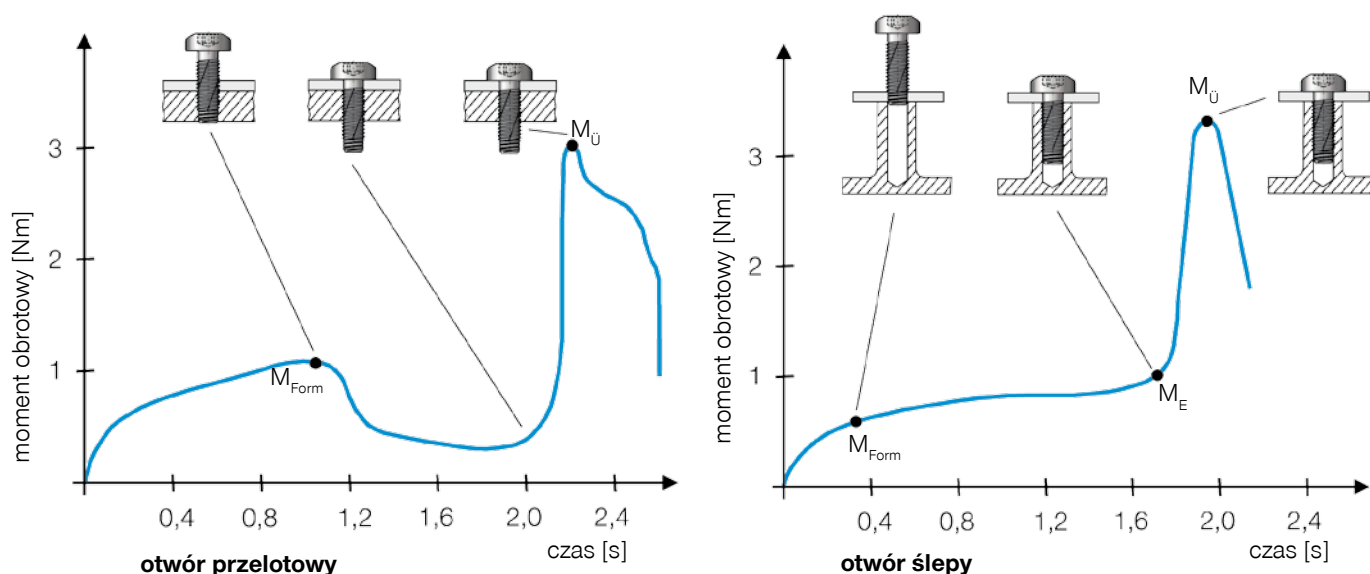 moment obrotowy [Nm]
3
2
1
M_Form
M_Ü
0,4 0,8 1,2 1,6 2,0 2,4
czas [s]
otwór przelotowy
moment obrotowy [Nm]
3
2
1
M_Form
M_E
M_Ü
0,4 0,8 1,2 1,6 2,0 2,4
czas [s]
otwór ślepy